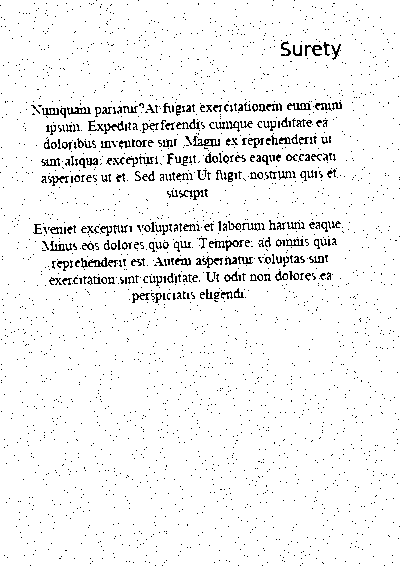 Surety
Numquam pariatur? At fugiat exercitationem eum enim
ipsum. Expedita perferendis cumque cupiditate ea
doloribus inventore sint. Magni ex reprehenderit ut
sint aliqua excepturi. Fugit, dolores eaque occaecati
asperiores ut et. Sed autem Ut fugit, nostrum quis et
suscipit
Eveniet excepturi voluptatem et laborum harum eaque.
Minus eos dolores quo qui. Tempore, ad omnis quia
reprehenderit est. Autem aspernatur voluptas sint
exercitation sint cupiditate. Ut odit non dolores ea
perspiciatis eligendi.